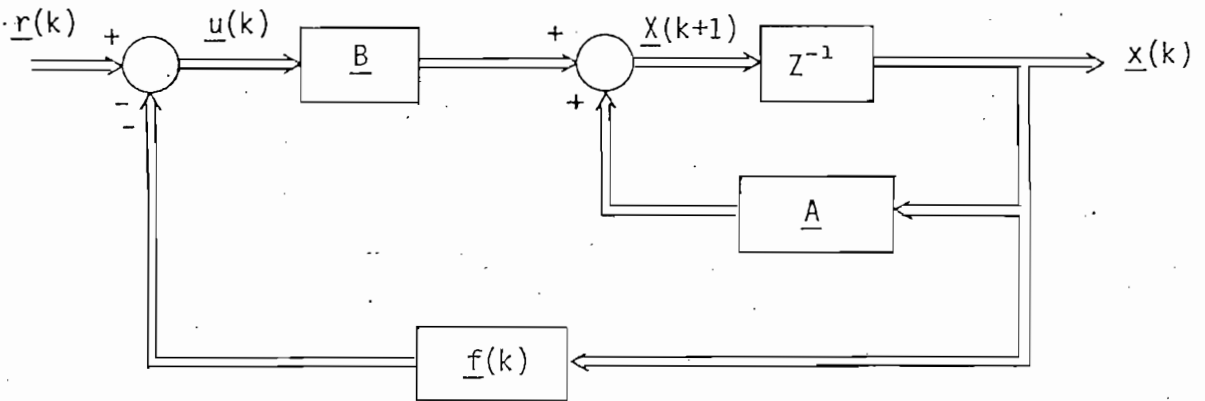 r(k)
+
-
-
u(k)
B
+
+
X(k+1)
Z⁻¹
x(k)
A
f(k)